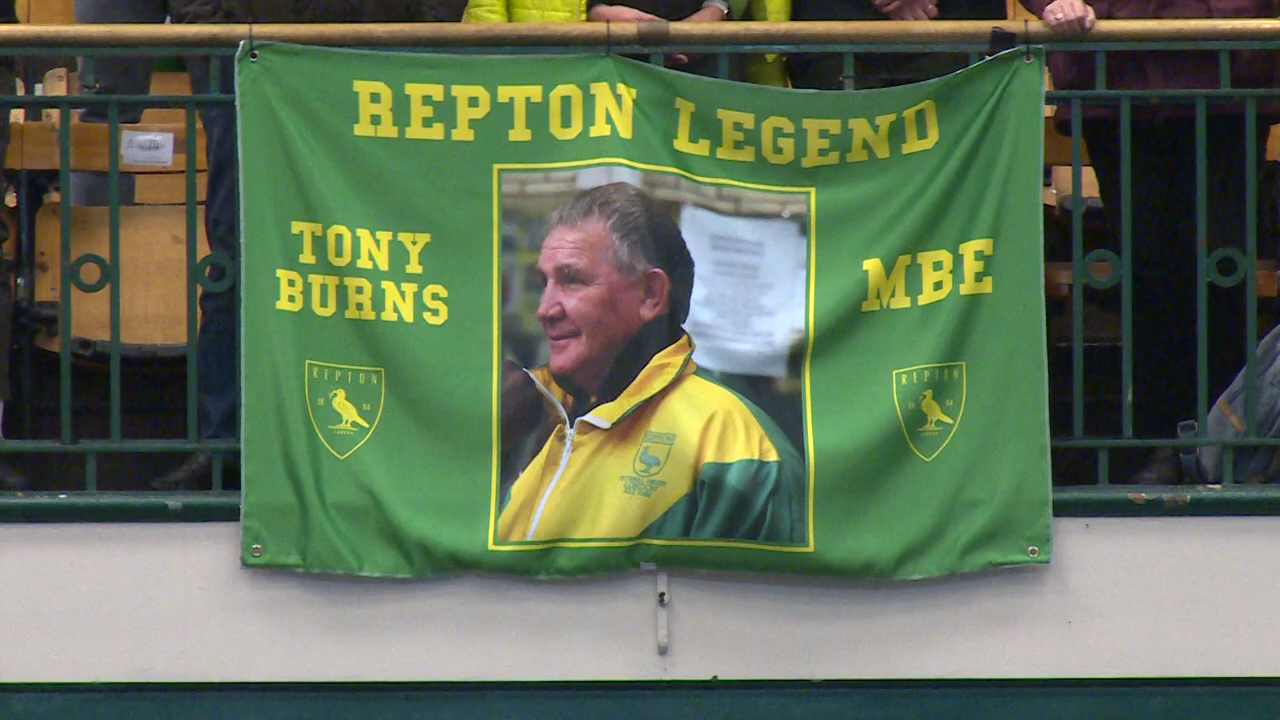 REPTON LEGEND
TONY
BURNS
MBE
REPTON
REPTON